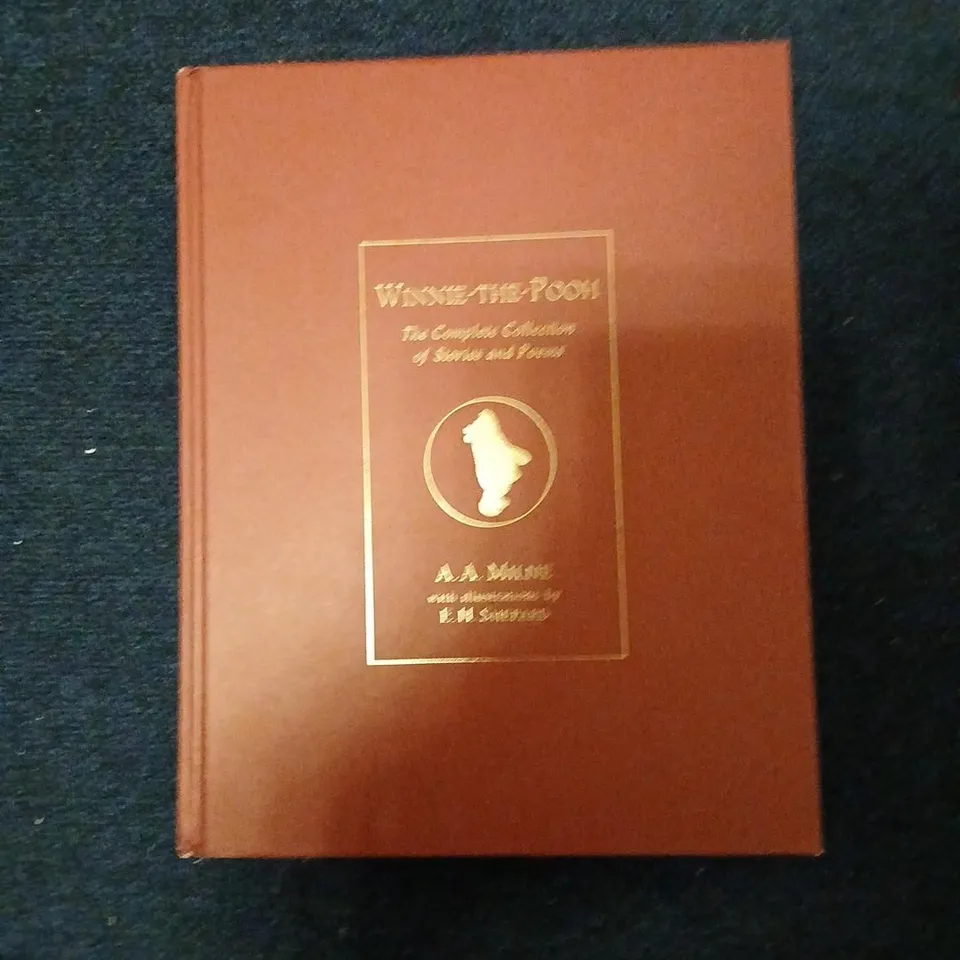 WINNIE-THE-POOH
The Complete Collection
of Stories and Poems
A. A. MILNE
with illustrations by
E. H. SHEPARD